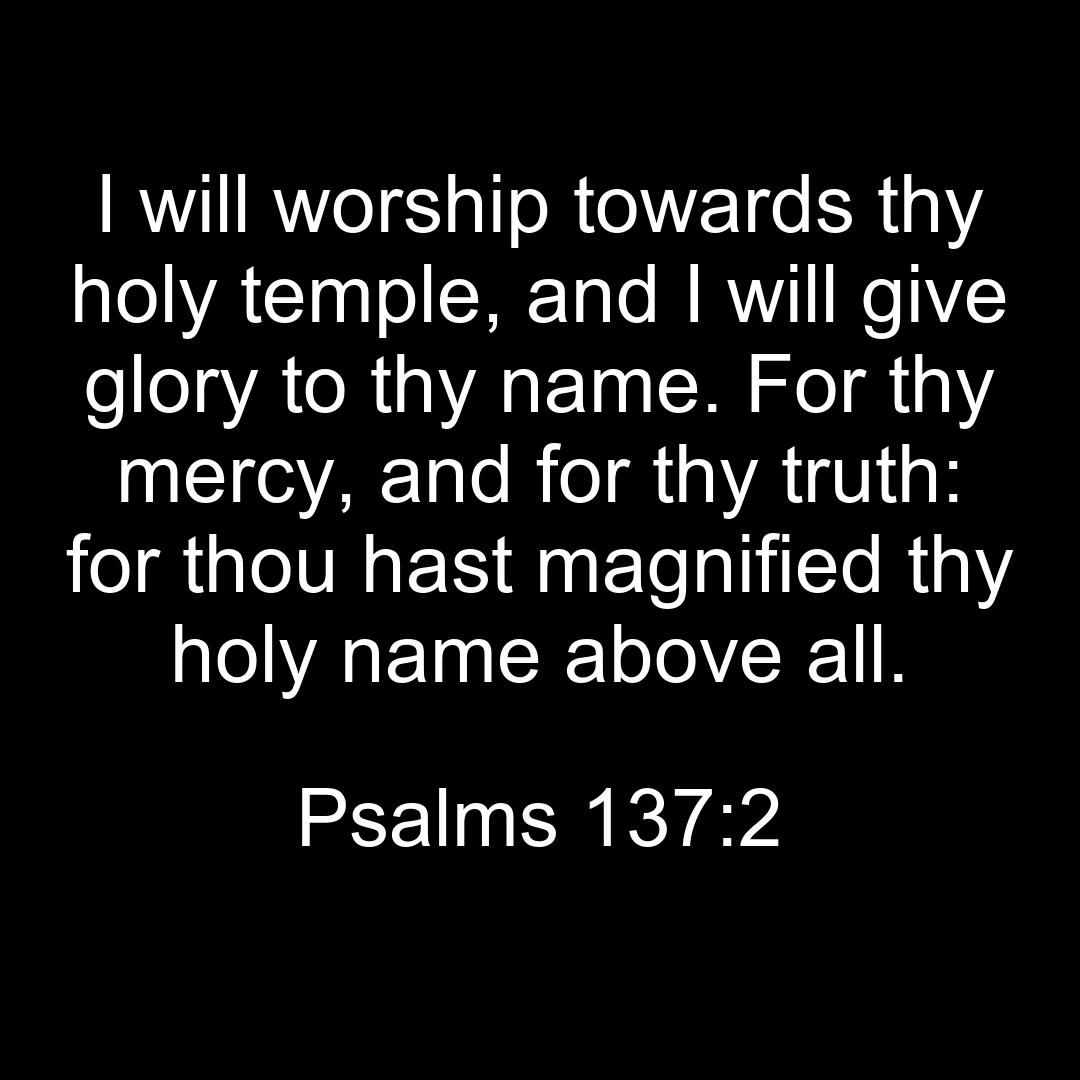 I will worship towards thy
holy temple, and I will give
glory to thy name. For thy
mercy, and for thy truth:
for thou hast magnified thy
holy name above all.
Psalms 137:2